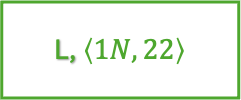 L, ⟨1N, 22⟩